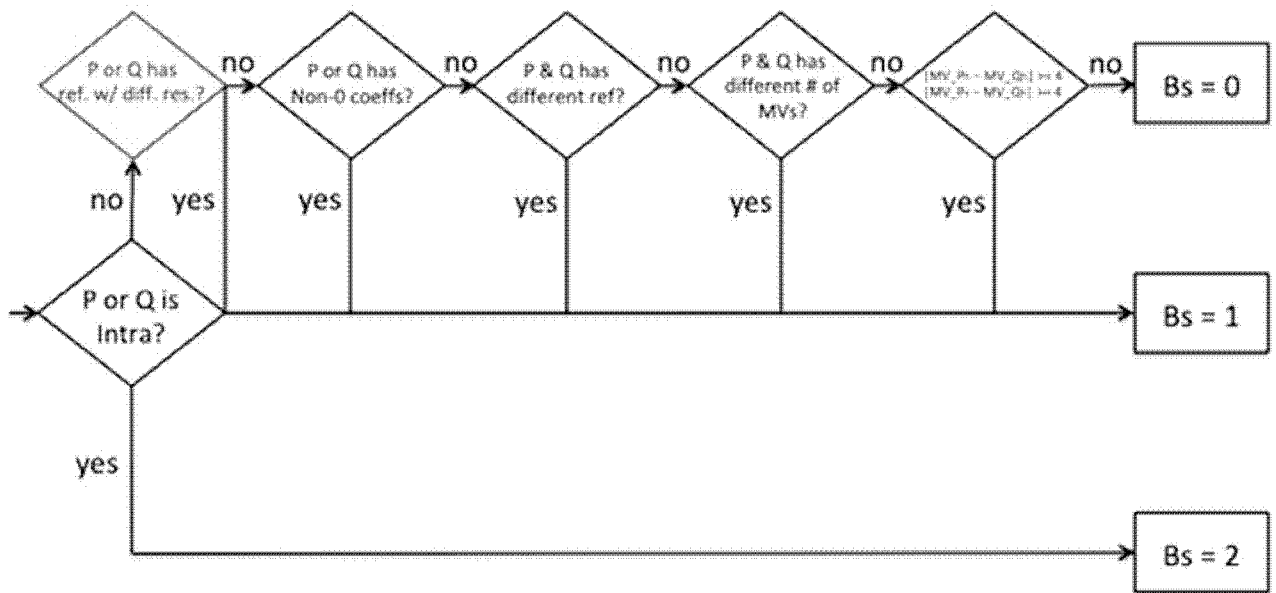 P or Q has
ref. w/ diff. res.?
no
P or Q has
Non-0 coeffs?
no
P & Q has
different ref?
no
P & Q has
different # of
MVs?
no
no
Bs = 0
no
yes
yes
yes
yes
yes
P or Q is
Intra?
Bs = 1
yes
Bs = 2